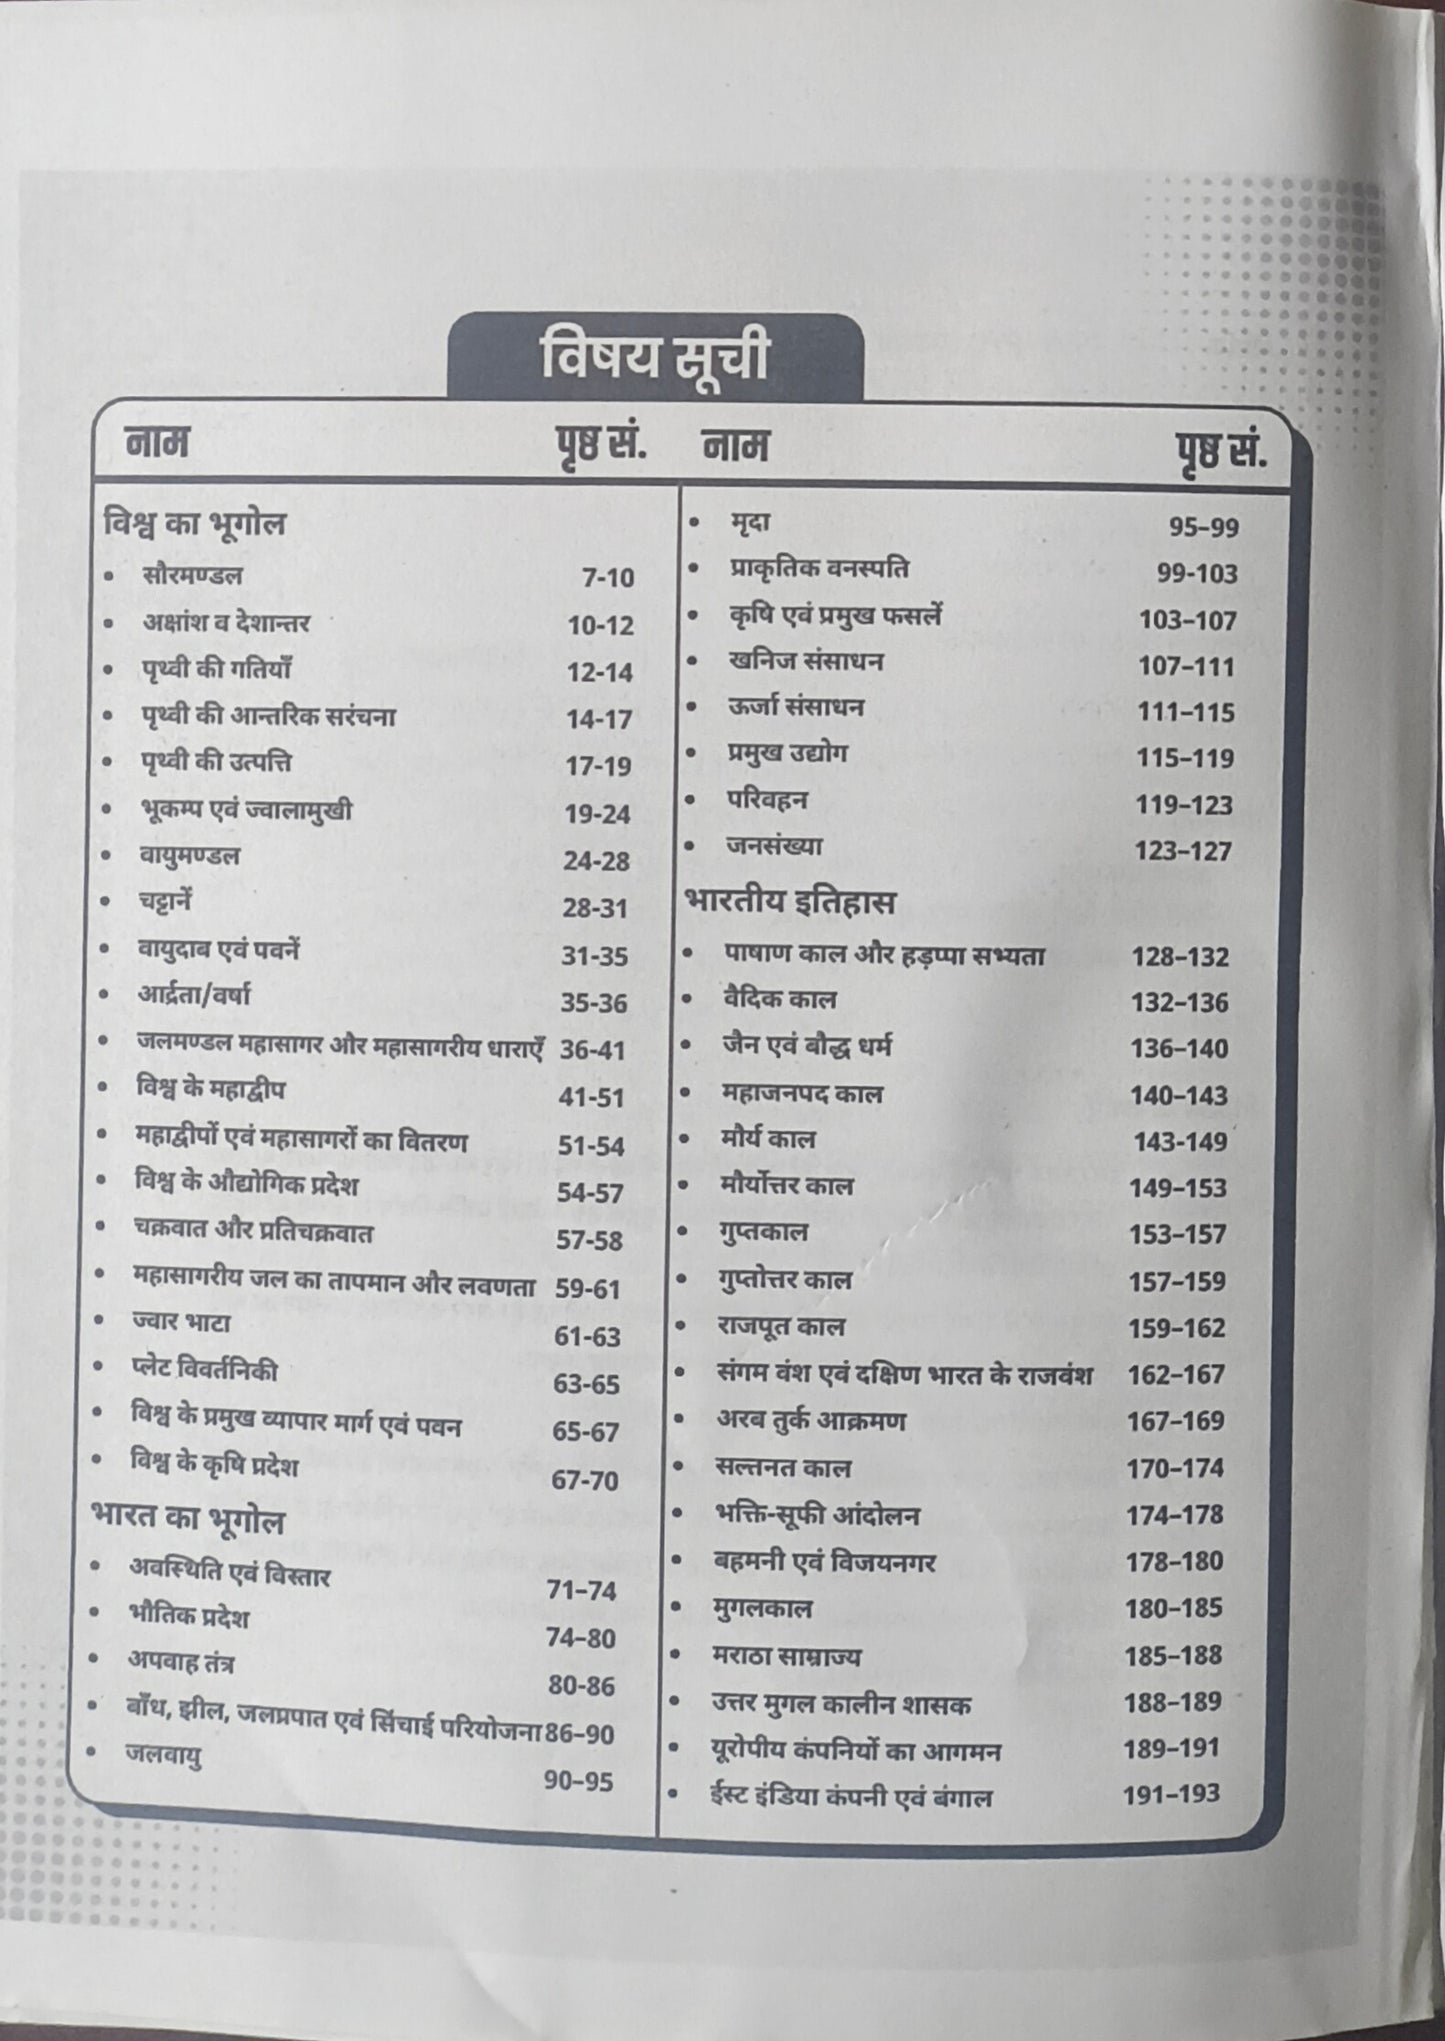 विषय सूची
नाम पृष्ठ सं. नाम पृष्ठ सं.
विश्व का भूगोल
• सौरमण्डल 7-10
• अक्षांश व देशान्तर 10-12
• पृथ्वी की गतियाँ 12-14
• पृथ्वी की आन्तरिक सरंचना 14-17
• पृथ्वी की उत्पत्ति 17-19
• भूकम्प एवं ज्वालामुखी 19-24
• वायुमण्डल 24-28
• चट्टानें 28-31
• वायुदाब एवं पवनें 31-35
• आर्द्रता/वर्षा 35-36
• जलमण्डल महासागर और महासागरीय धाराएँ 36-41
• विश्व के महाद्वीप 41-51
• महाद्वीपों एवं महासागरों का वितरण 51-54
• विश्व के औद्योगिक प्रदेश 54-57
• चक्रवात और प्रतिचक्रवात 57-58
• महासागरीय जल का तापमान और लवणता 59-61
• ज्वार भाटा 61-63
• प्लेट विवर्तनिकी 63-65
• विश्व के प्रमुख व्यापार मार्ग एवं पवन 65-67
• विश्व के कृषि प्रदेश 67-70
भारत का भूगोल
• अवस्थिति एवं विस्तार 71–74
• भौतिक प्रदेश 74–80
• अपवाह तंत्र 80-86
• बाँध, झील, जलप्रपात एवं सिंचाई परियोजना 86–90
• जलवायु 90–95
• मृदा 95–99
• प्राकृतिक वनस्पति 99-103
• कृषि एवं प्रमुख फसलें 103–107
• खनिज संसाधन 107–111
• ऊर्जा संसाधन 111–115
• प्रमुख उद्योग 115–119
• परिवहन 119–123
• जनसंख्या 123–127
भारतीय इतिहास
• पाषाण काल और हड़प्पा सभ्यता 128–132
• वैदिक काल 132–136
• जैन एवं बौद्ध धर्म 136–140
• महाजनपद काल 140–143
• मौर्य काल 143-149
• मौर्योत्तर काल 149–153
• गुप्तकाल 153–157
• गुप्तोत्तर काल 157–159
• राजपूत काल 159–162
• संगम वंश एवं दक्षिण भारत के राजवंश 162–167
• अरब तुर्क आक्रमण 167–169
• सल्तनत काल 170–174
• भक्ति-सूफी आंदोलन 174–178
• बहमनी एवं विजयनगर 178–180
• मुगलकाल 180–185
• मराठा साम्राज्य 185–188
• उत्तर मुगल कालीन शासक 188–189
• यूरोपीय कंपनियों का आगमन 189–191
• ईस्ट इंडिया कंपनी एवं बंगाल 191–193